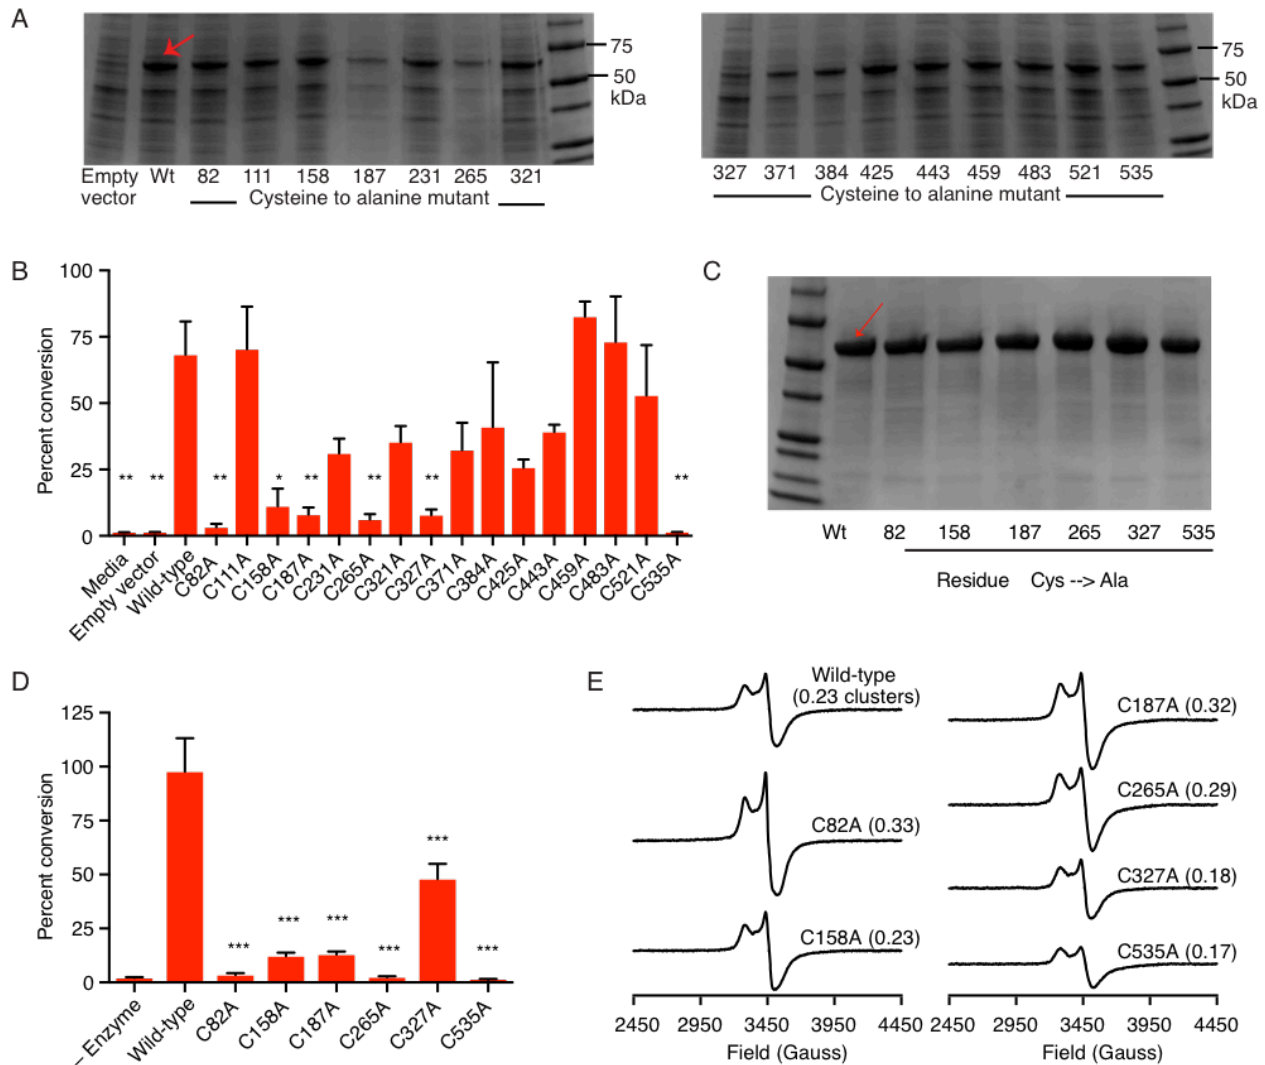 A
75
50
kDa
Empty vector
Wt
82
111
158
187
231
265
321
Cysteine to alanine mutant
75
50
kDa
327
371
384
425
443
459
483
521
535
Cysteine to alanine mutant
B
Percent conversion
100
75
50
25
0
**
**
**
*
**
**
**
**
Media
Empty vector
Wild-type
C82A
C111A
C158A
C187A
C231A
C265A
C321A
C327A
C371A
C384A
C425A
C443A
C459A
C483A
C521A
C535A
C
Wt
82
158
187
265
327
535
Residue Cys --> Ala
D
Percent conversion
125
100
75
50
25
0
***
***
***
***
***
***
– Enzyme
Wild-type
C82A
C158A
C187A
C265A
C327A
C535A
E
Wild-type
(0.23 clusters)
C82A (0.33)
C158A (0.23)
2450 2950 3450 3950 4450
Field (Gauss)
C187A (0.32)
C265A (0.29)
C327A (0.18)
C535A (0.17)
2450 2950 3450 3950 4450
Field (Gauss)